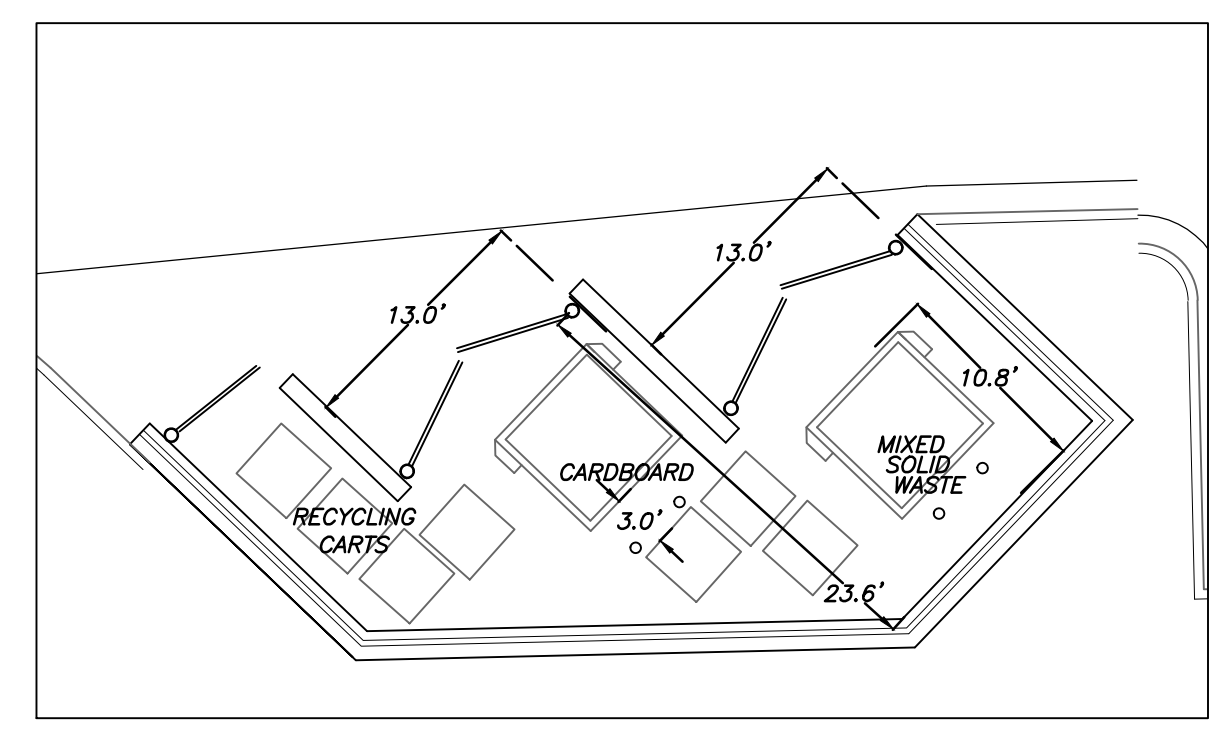 13.0'
13.0'
10.8'
MIXED
SOLID
WASTE
CARDBOARD
3.0'
RECYCLING
CARTS
23.6'